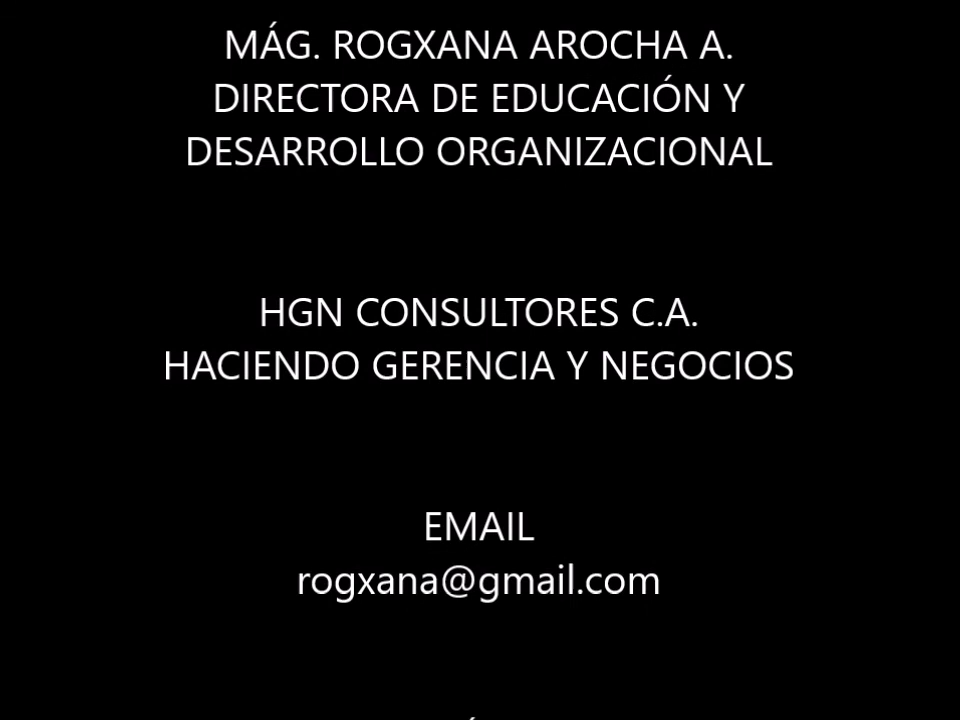 MÁG. ROGXANA AROCHA A.
DIRECTORA DE EDUCACIÓN Y
DESARROLLO ORGANIZACIONAL
HGN CONSULTORES C.A.
HACIENDO GERENCIA Y NEGOCIOS
EMAIL
rogxana@gmail.com